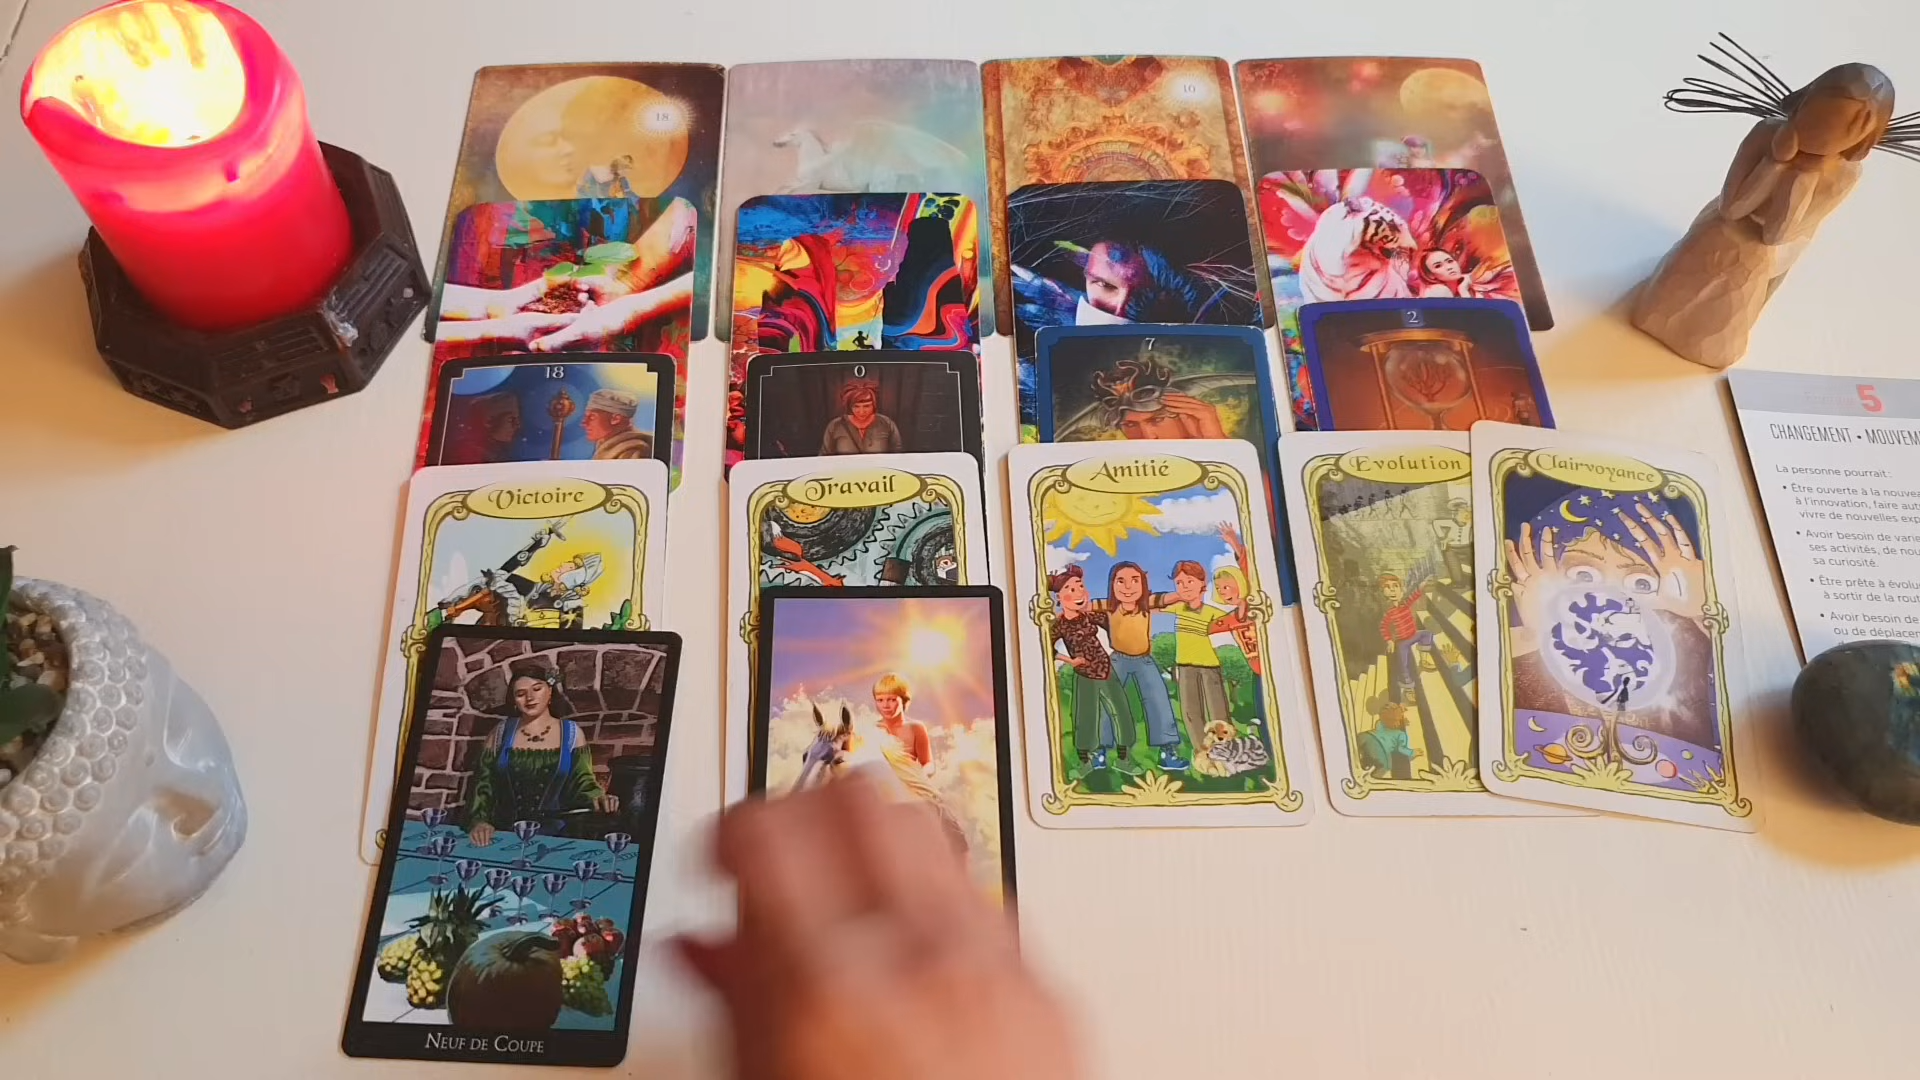 18
10
18
0
7
2
Victoire
Travail
Amitié
Evolution
Clairvoyance
NEUF DE COUPE
5
CHANGEMENT • MOUVEM
La personne pourrait:
• Être ouverte à la nouvea
à l'innovation, faire aut
vivre de nouvelles exp
• Avoir besoin de varie
ses activités, de nou
sa curiosité.
• Être prête à évolu
à sortir de la rout
• Avoir besoin de
ou de déplacem